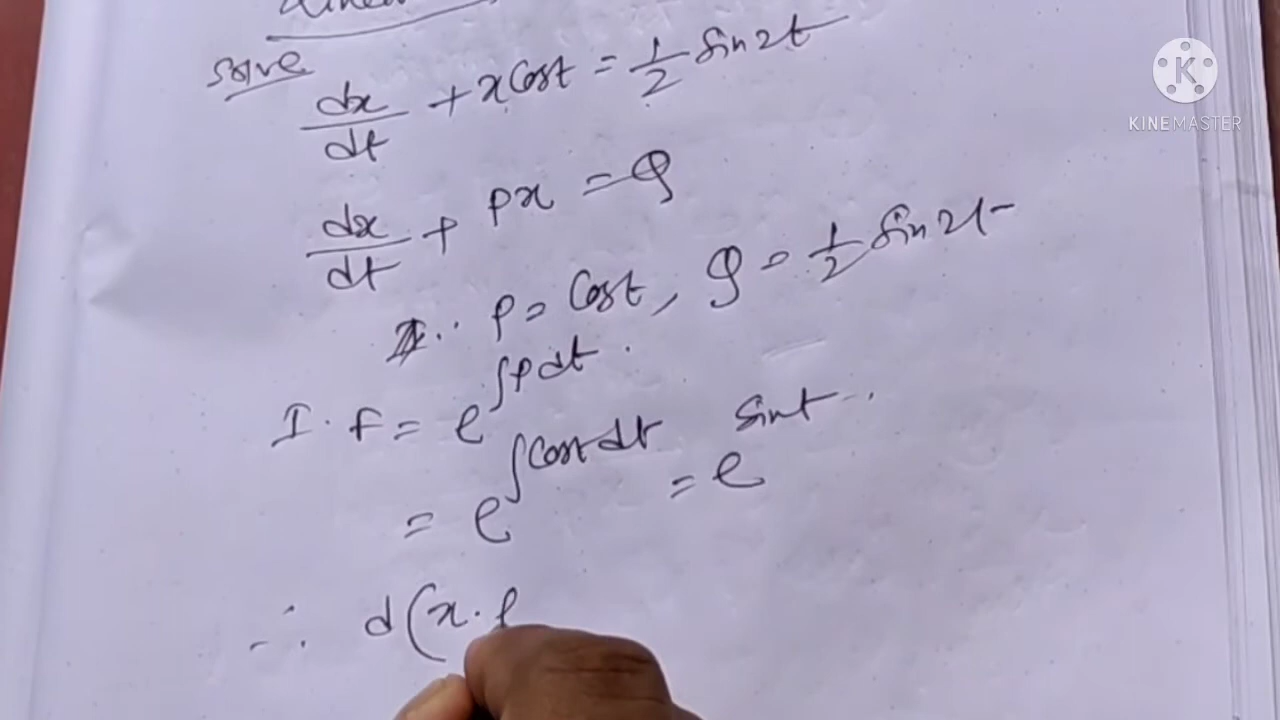 Solve
dx/dt + x Cost = 1/2 Sin2t
dx/dt + Px = Q
∴ P = Cost, Q = 1/2 Sin2t
I.F = e^∫Pdt.
= e^∫Cost dt = e^Sint
∴ d(x.
KINEMASTER